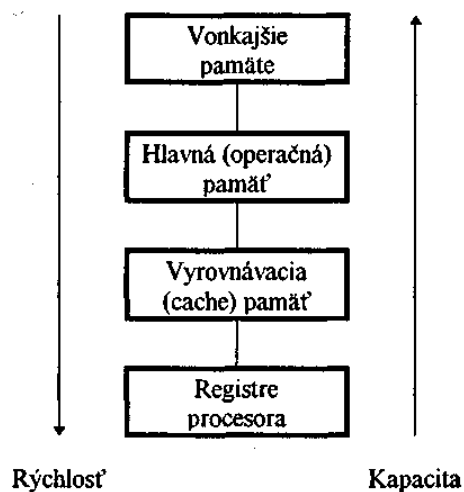 Vonkajšie
pamäte
Hlavná (operačná)
pamäť
Vyrovnávacia
(cache) pamäť
Registre
procesora
Rýchlosť
Kapacita